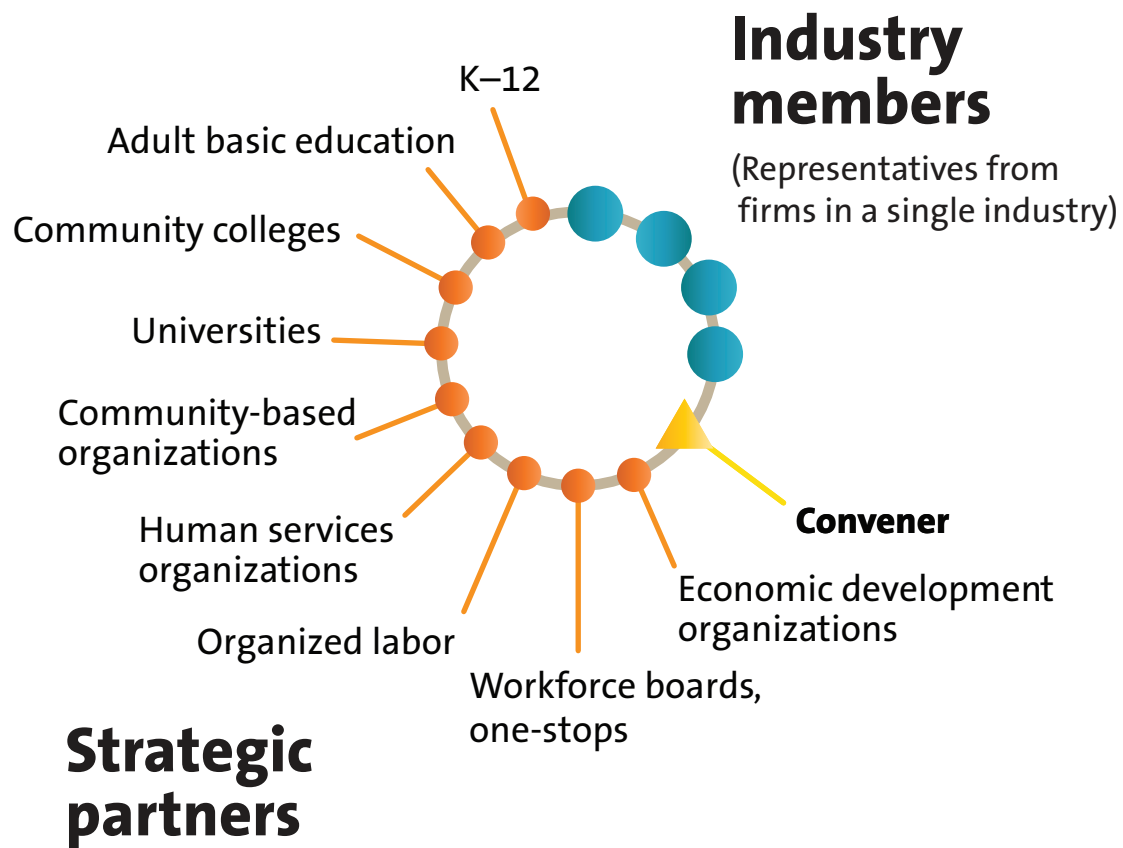 Industry
members
(Representatives from
firms in a single industry)
K–12
Adult basic education
Community colleges
Universities
Community-based
organizations
Human services
organizations
Organized labor
Workforce boards,
one-stops
Economic development
organizations
Convener
Strategic
partners